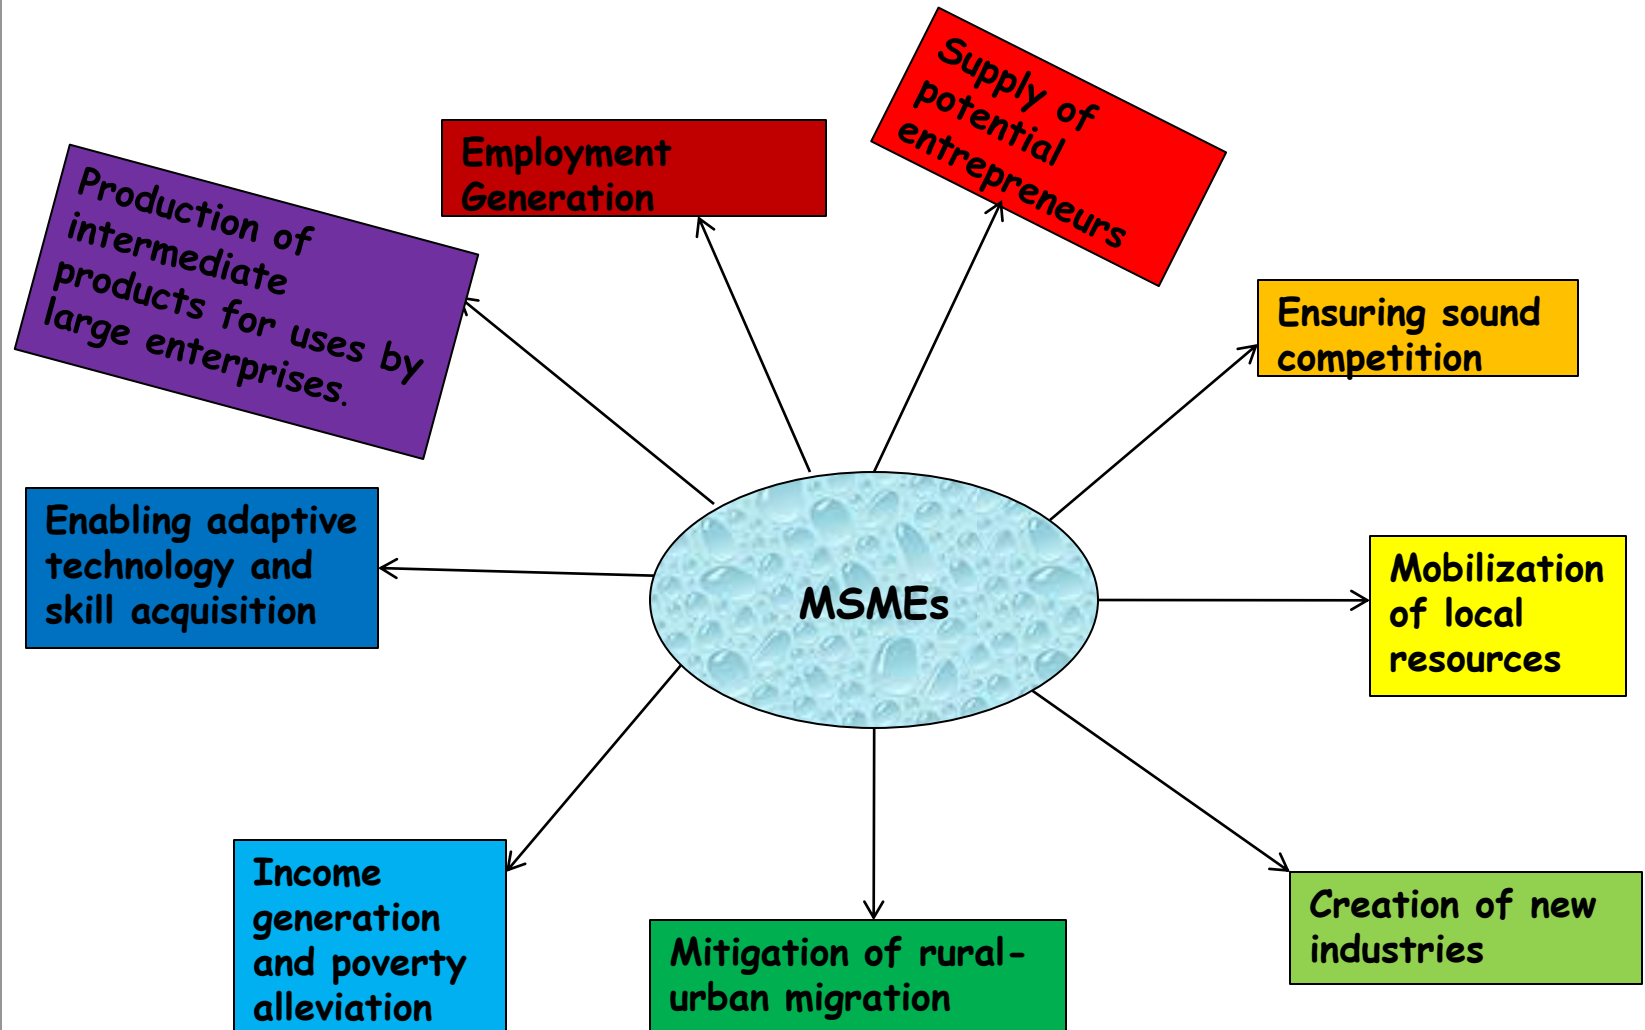 Supply of
potential
entrepreneurs
Employment
Generation
Production of
intermediate
products for uses by
large enterprises.
Ensuring sound
competition
Enabling adaptive
technology and
skill acquisition
MSMEs
Mobilization
of local
resources
Income
generation
and poverty
alleviation
Mitigation of rural-
urban migration
Creation of new
industries